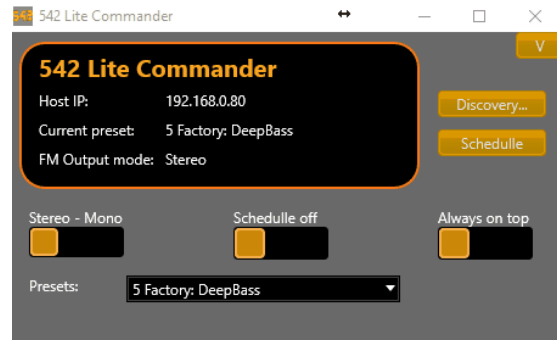 542 542 Lite Commander
V
542 Lite Commander
Host IP: 192.168.0.80
Discovery...
Current preset: 5 Factory: DeepBass
Schedulle
FM Output mode: Stereo
Stereo - Mono Schedulle off Always on top
Presets: 5 Factory: DeepBass